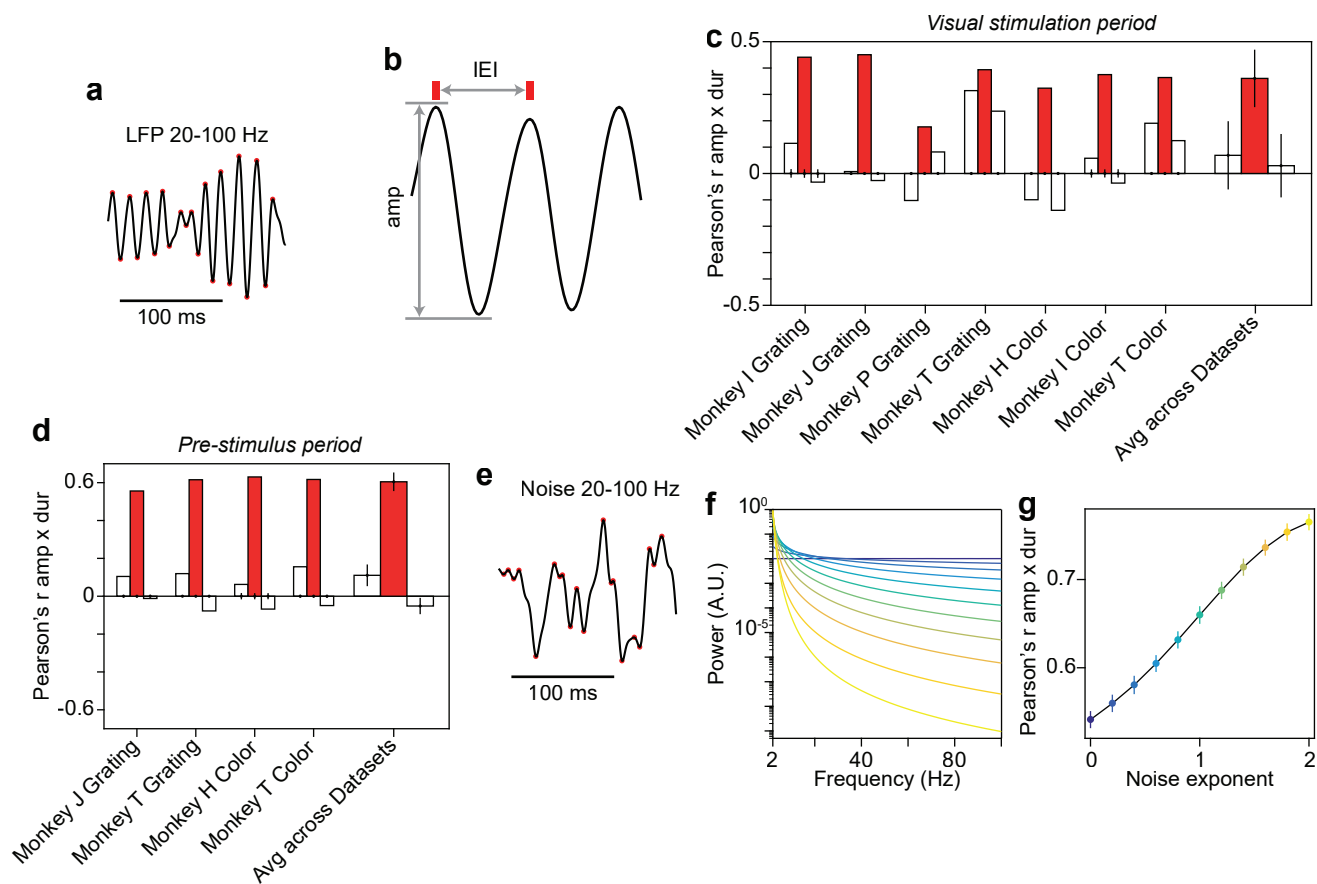 a
LFP 20-100 Hz
100 ms
b
IEI
amp
c
Visual stimulation period
Pearson's r amp x dur
0.5
0
-0.5
Monkey I Grating
Monkey J Grating
Monkey P Grating
Monkey T Grating
Monkey H Color
Monkey I Color
Monkey T Color
Avg across Datasets
d
Pre-stimulus period
Pearson's r amp x dur
0.6
0
-0.6
Monkey J Grating
Monkey T Grating
Monkey H Color
Monkey T Color
Avg across Datasets
e
Noise 20-100 Hz
100 ms
f
Power (A.U.)
10⁰
10⁻⁵
2 40 80
Frequency (Hz)
g
Pearson's r amp x dur
0.7
0.6
0 1 2
Noise exponent